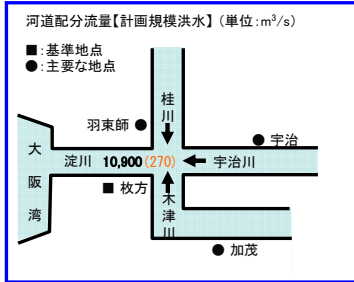 河道配分流量【計画規模洪水】（単位：m³/s）
■：基準地点
●：主要な地点
桂川
羽束師 ●
● 宇治
大阪湾
淀川 10,900(270) 宇治川
■ 枚方
木津川
● 加茂